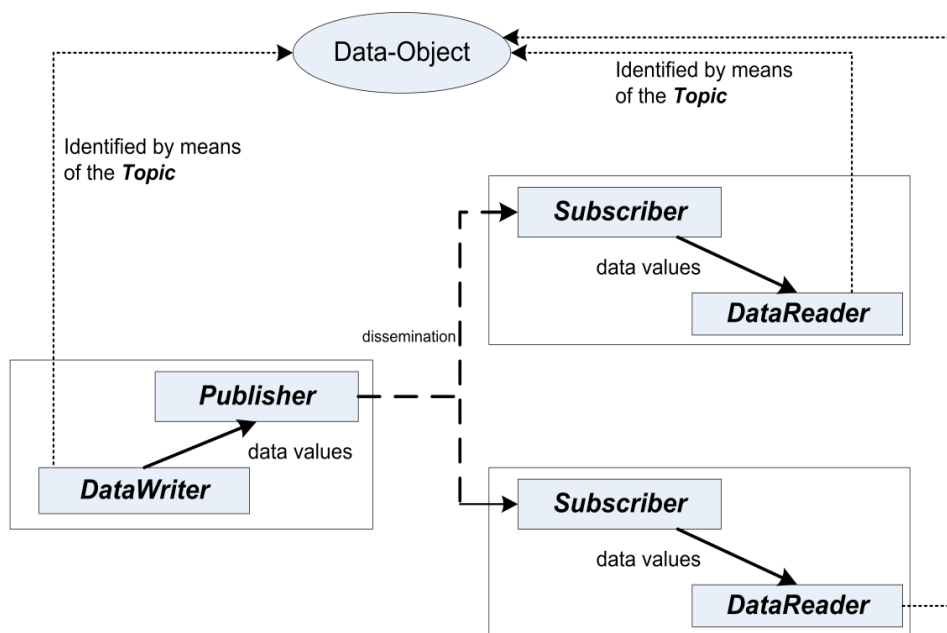 Data-Object
Identified by means
of the Topic
Identified by means
of the Topic
Subscriber
data values
DataReader
dissemination
Publisher
data values
DataWriter
Subscriber
data values
DataReader